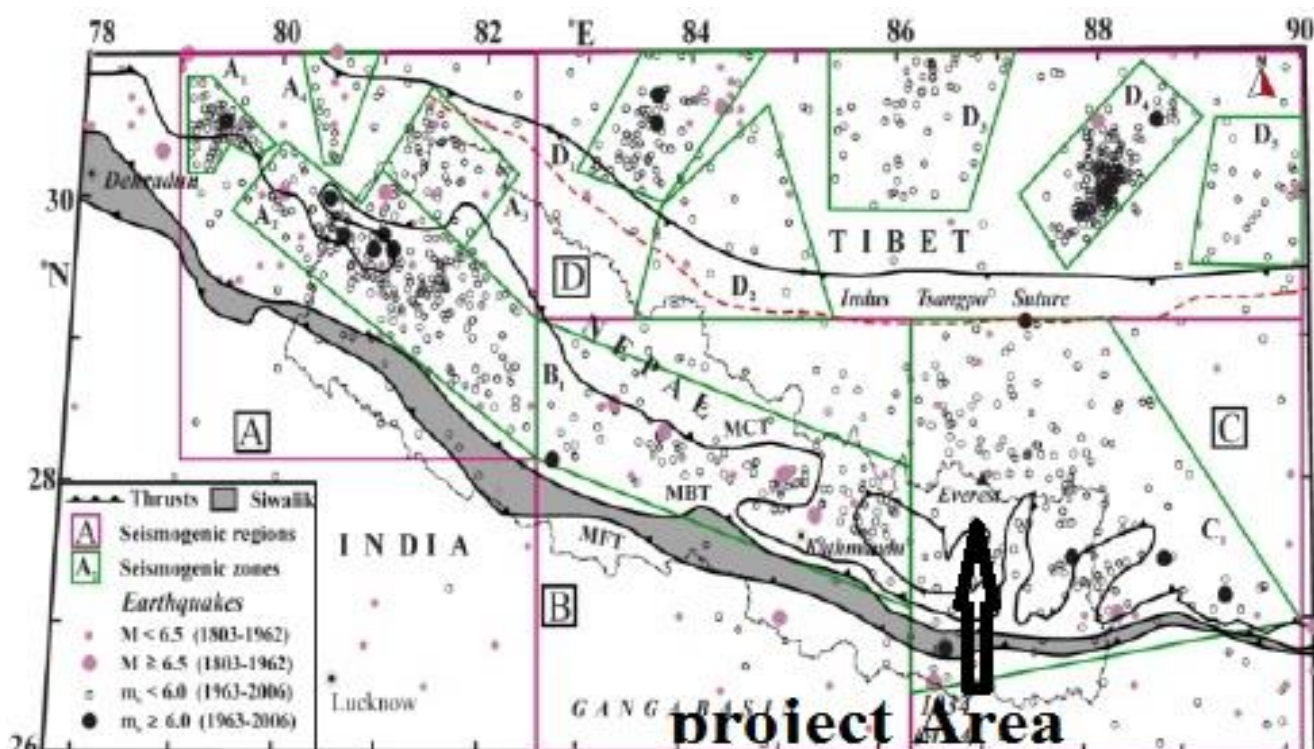 78 80 82 °E 84 86 88 90
N
A₁
A₄
D₁
D₃
D₄
D₅
Dehradun
30
A₂
A₃
TIBET
°N
D
D₂
Indus Tsangpo Suture
NEPAL
B₁
A
C
MCT
28
MBT
Everest
Thrusts Siwalik
A Seismogenic regions
INDIA
MFT
Kathmandu
C₁
Seismogenic zones
B
Earthquakes
M < 6.5 (1803-1962)
M ≥ 6.5 (1803-1962)
< 6.0 (1963-2006)
≥ 6.0 (1963-2006)
Lucknow
GANGA BASIN
1934
project Area
26